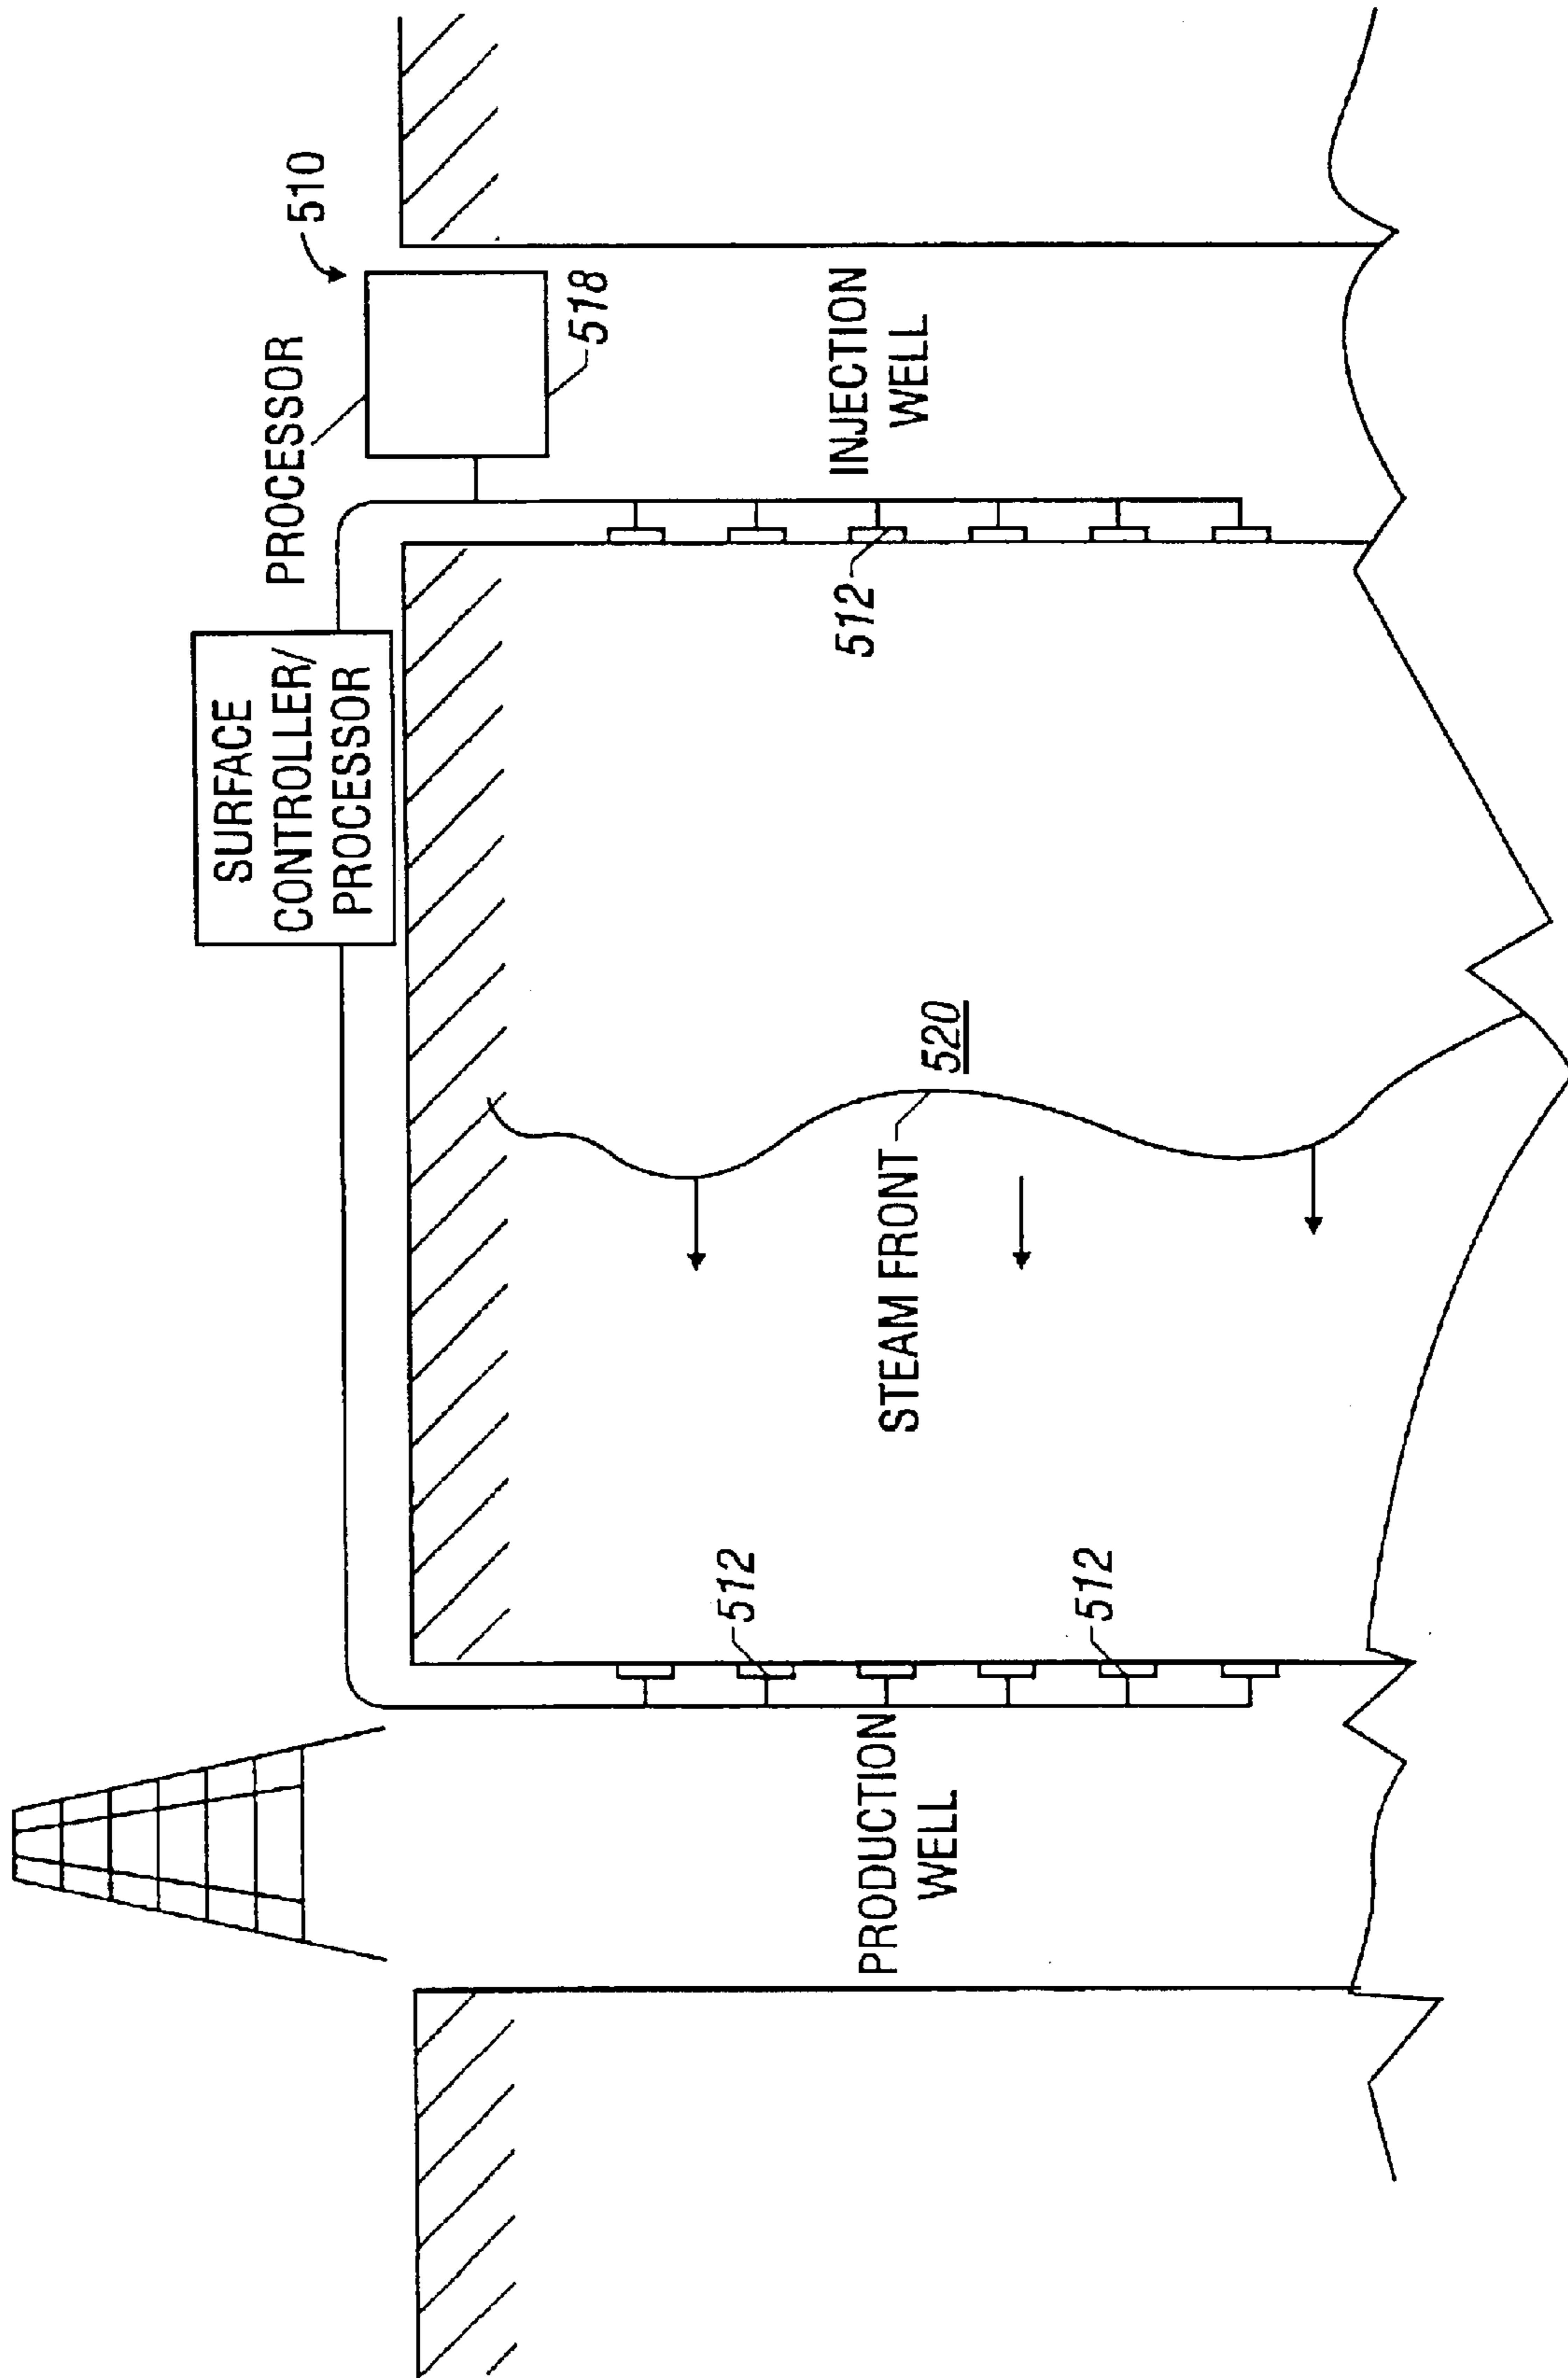 SURFACE
CONTROLLER/
PROCESSOR
PROCESSOR
510
518
512
INJECTION
WELL
STEAM FRONT
520
512
512
PRODUCTION
WELL